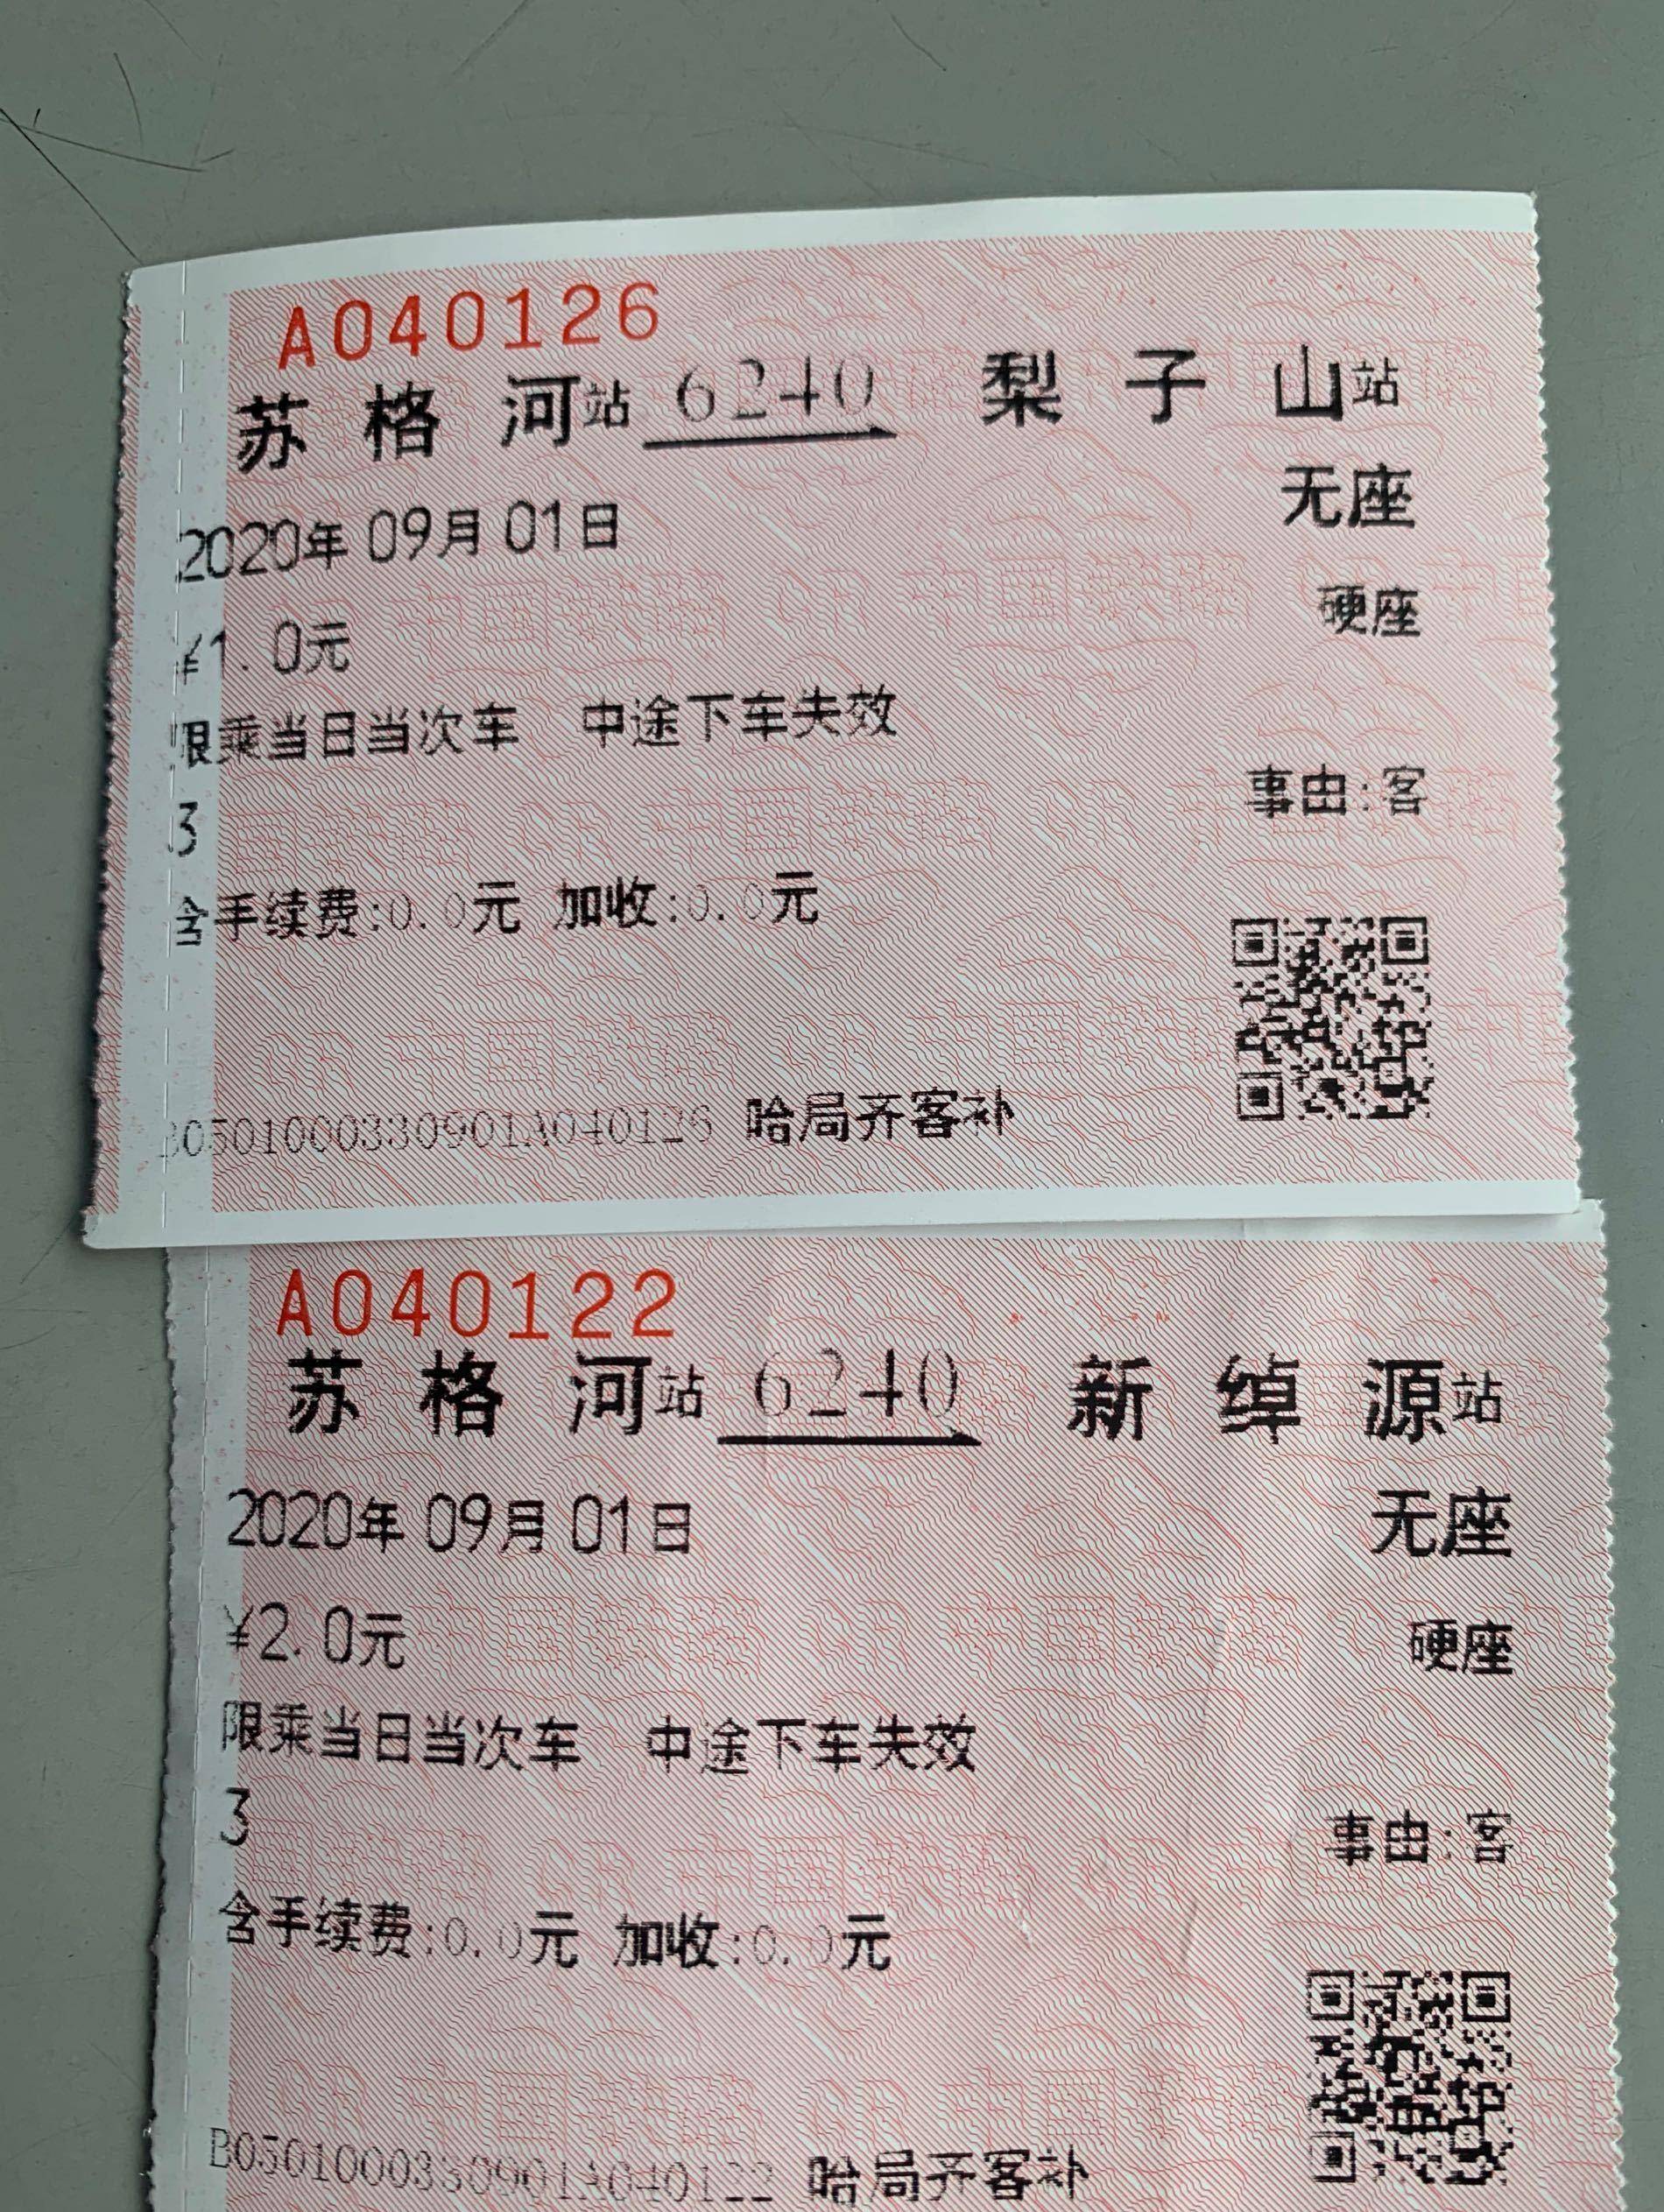 A040126
苏格河站 6240 梨子山站
2020年09月01日 无座
¥1.0元 硬座
限乘当日当次车 中途下车失效
事由:客
3
含手续费:0.0元 加收:0.0元
B0501000330901A040126 哈局齐客补
A040122
苏格河站 6240 新绰源站
2020年09月01日 无座
¥2.0元 硬座
限乘当日当次车 中途下车失效
3 事由:客
含手续费:0.0元 加收:0.0元
B0501000330901A040122 哈局齐客补